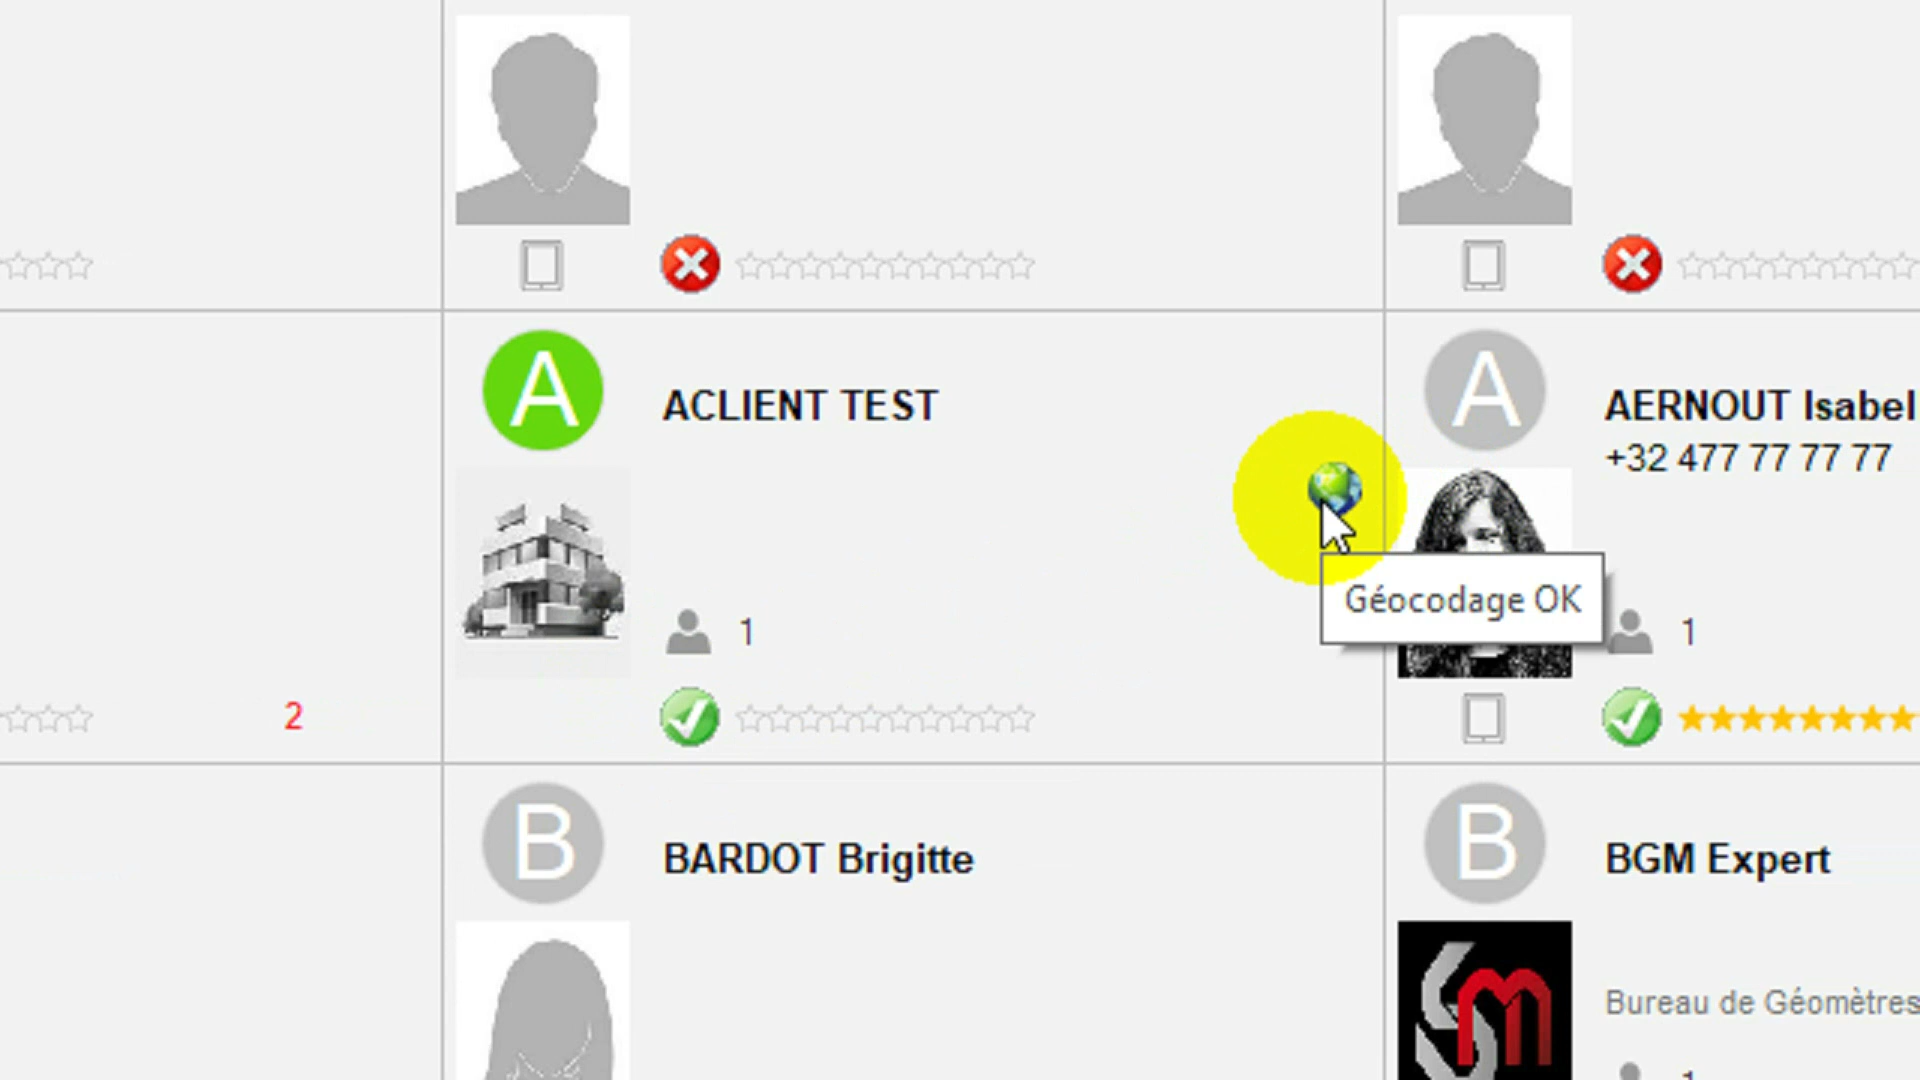 A
ACLIENT TEST
A
AERNOUT Isabel
+32 477 77 77 77
Géocodage OK
1
1
2
B
BARDOT Brigitte
B
BGM Expert
Bureau de Géomètres